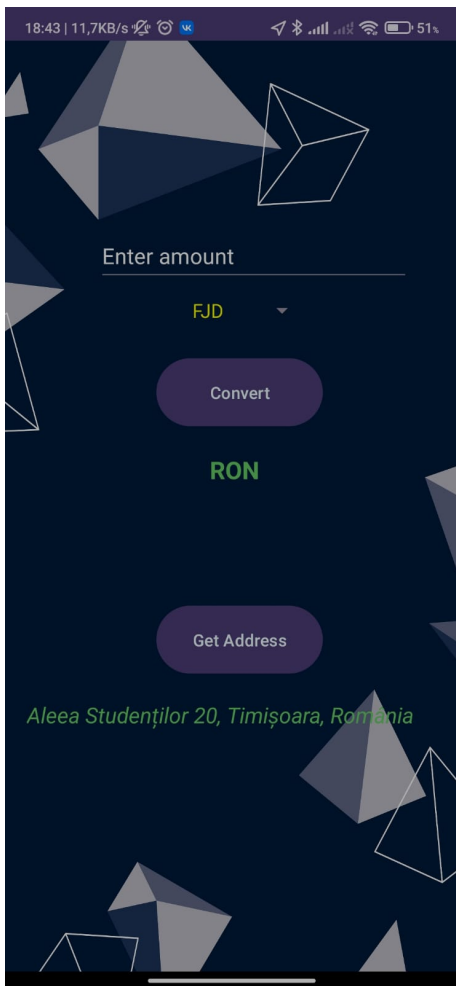 18:43 | 11,7KB/s 51%
Enter amount
FJD
Convert
RON
Get Address
Aleea Studenților 20, Timișoara, România